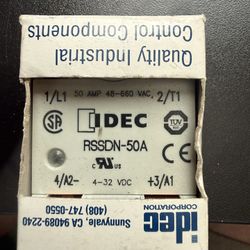 Quality Industrial
Control Components
1/L1 50 AMP 48-660 VAC, 2/T1
IDEC
RSSDN-50A
4/A2- 4-32 VDC +3/A1
idec
CORPORATION
Sunnyvale, CA 94089-2240
(408) 747-0550